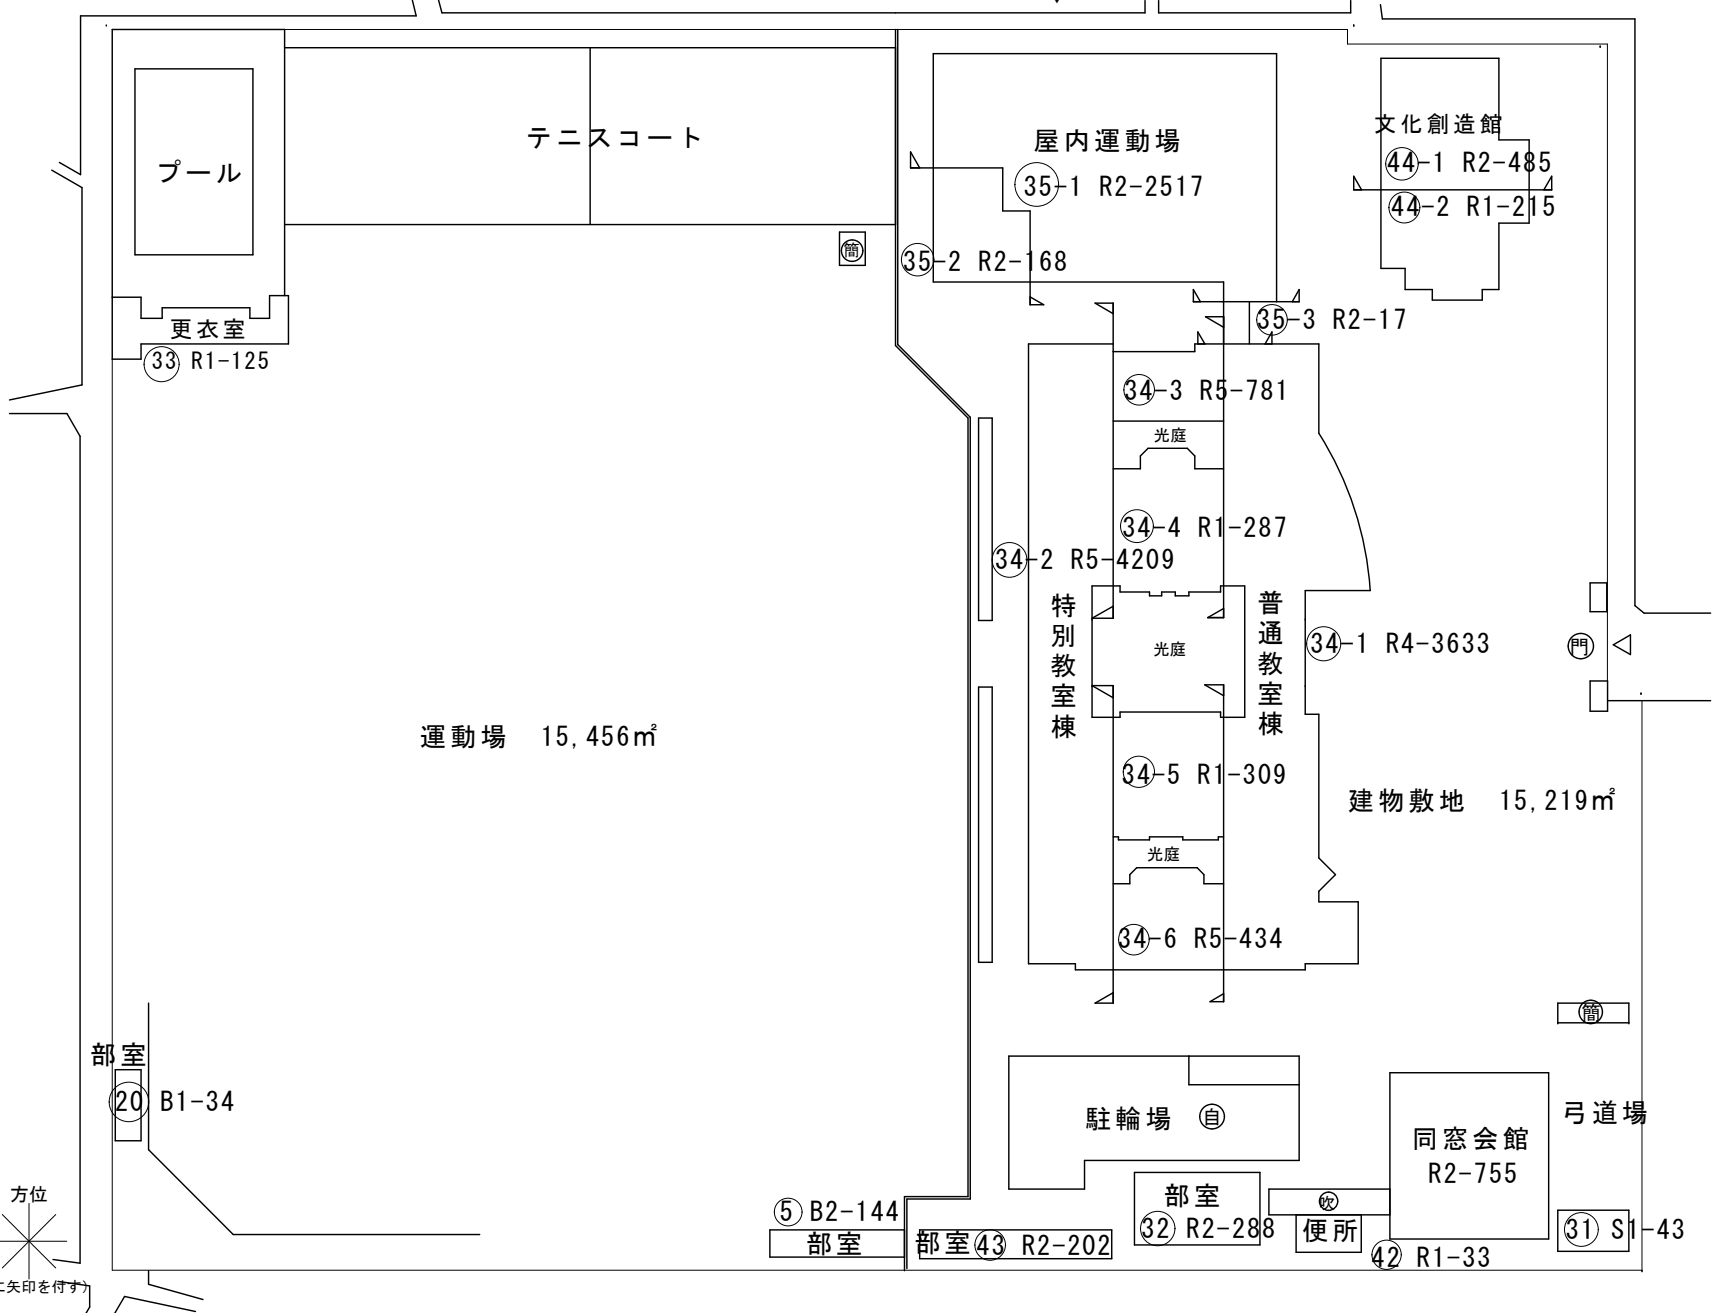 プール
テニスコート
屋内運動場
㉟-1 R2-2517
文化創造館
㊹-1 R2-485
㊹-2 R1-215
簡
㉟-2 R2-168
㉟-3 R2-17
更衣室
㉝ R1-125
㉞-3 R5-781
光庭
㉞-4 R1-287
㉞-2 R5-4209
特別教室棟
光庭
普通教室棟
㉞-1 R4-3633
門
運動場 15,456㎡
㉞-5 R1-309
建物敷地 15,219㎡
光庭
㉞-6 R5-434
簡
部室
⑳ B1-34
駐輪場 自
弓道場
同窓会館
R2-755
方位
に矢印を付す)
⑤ B2-144
部室
部室 ㊸ R2-202
部室
㉜ R2-288
吹
便所
㊷ R1-33
㉛ S1-43